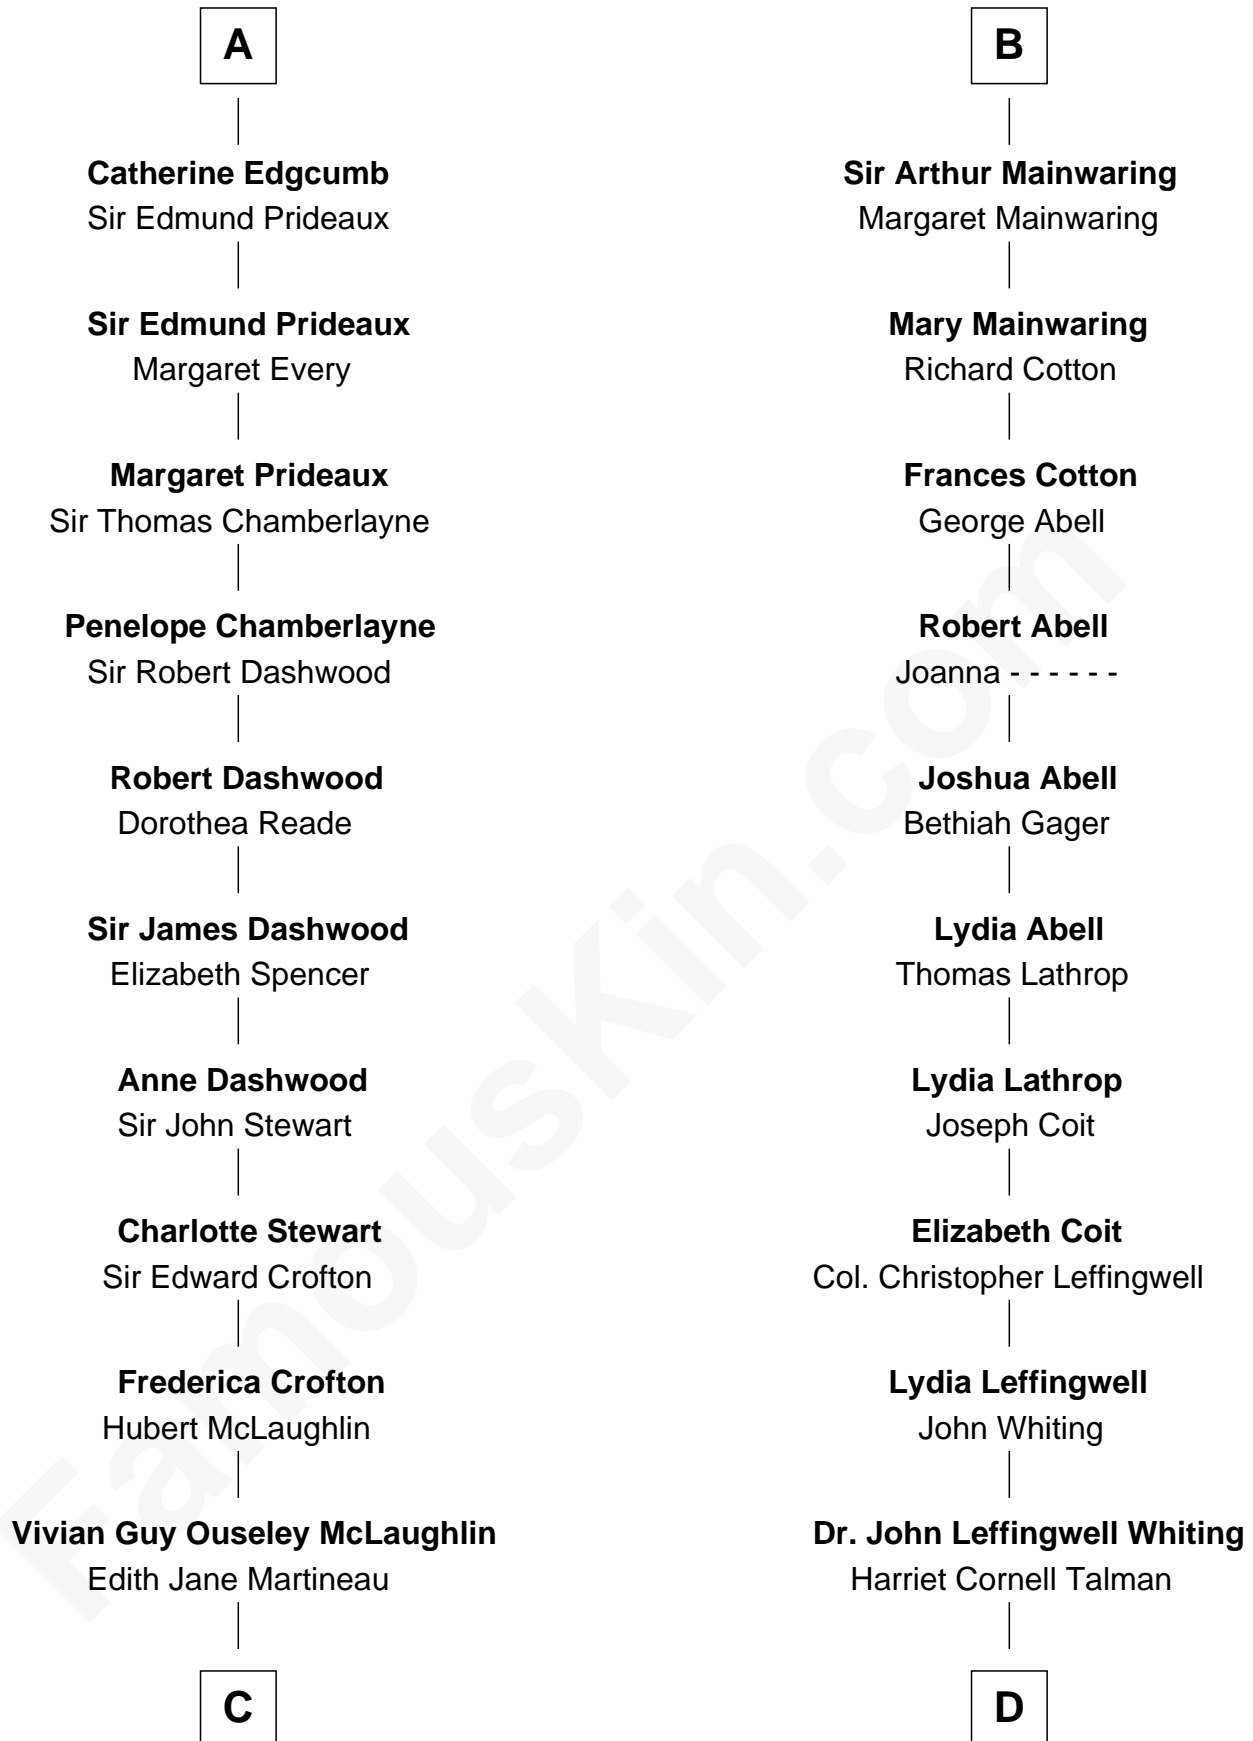 A
Catherine Edgcumb
Sir Edmund Prideaux
Sir Edmund Prideaux
Margaret Every
Margaret Prideaux
Sir Thomas Chamberlayne
Penelope Chamberlayne
Sir Robert Dashwood
Robert Dashwood
Dorothea Reade
Sir James Dashwood
Elizabeth Spencer
Anne Dashwood
Sir John Stewart
Charlotte Stewart
Sir Edward Crofton
Frederica Crofton
Hubert McLaughlin
Vivian Guy Ouseley McLaughlin
Edith Jane Martineau
C
B
Sir Arthur Mainwaring
Margaret Mainwaring
Mary Mainwaring
Richard Cotton
Frances Cotton
George Abell
Robert Abell
Joanna - - - - - -
Joshua Abell
Bethiah Gager
Lydia Abell
Thomas Lathrop
Lydia Lathrop
Joseph Coit
Elizabeth Coit
Col. Christopher Leffingwell
Lydia Leffingwell
John Whiting
Dr. John Leffingwell Whiting
Harriet Cornell Talman
D
FamousKin.com